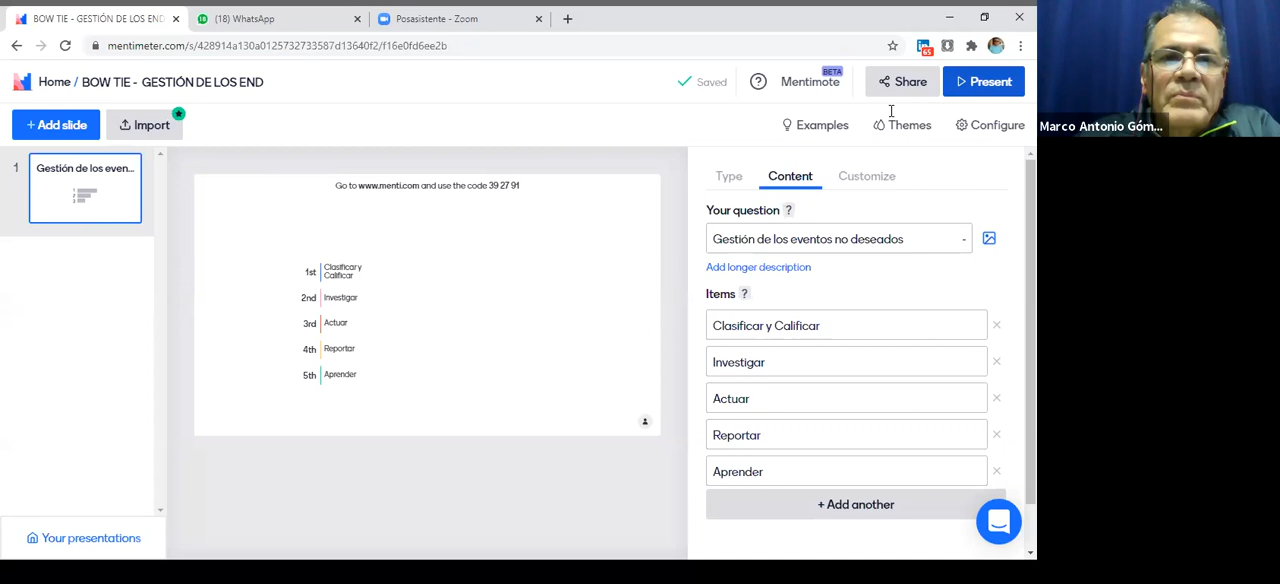 BOW TIE - GESTIÓN DE LOS END
(18) WhatsApp
Posasistente - Zoom
mentimeter.com/s/428914a130a0125732733587d13640f2/f16e0fd6ee2b
65
Home / BOW TIE - GESTIÓN DE LOS END
Saved
?
Mentimote
BETA
Share
Present
+ Add slide
Import
Examples
Themes
Configure
1
Gestión de los even...
Go to www.menti.com and use the code 39 27 91
1st Clasificar y
Calificar
2nd Investigar
3rd Actuar
4th Reportar
5th Aprender
Type
Content
Customize
Your question ?
Gestión de los eventos no deseados
Add longer description
Items ?
Clasificar y Calificar
Investigar
Actuar
Reportar
Aprender
+ Add another
Your presentations
Marco Antonio Góm...